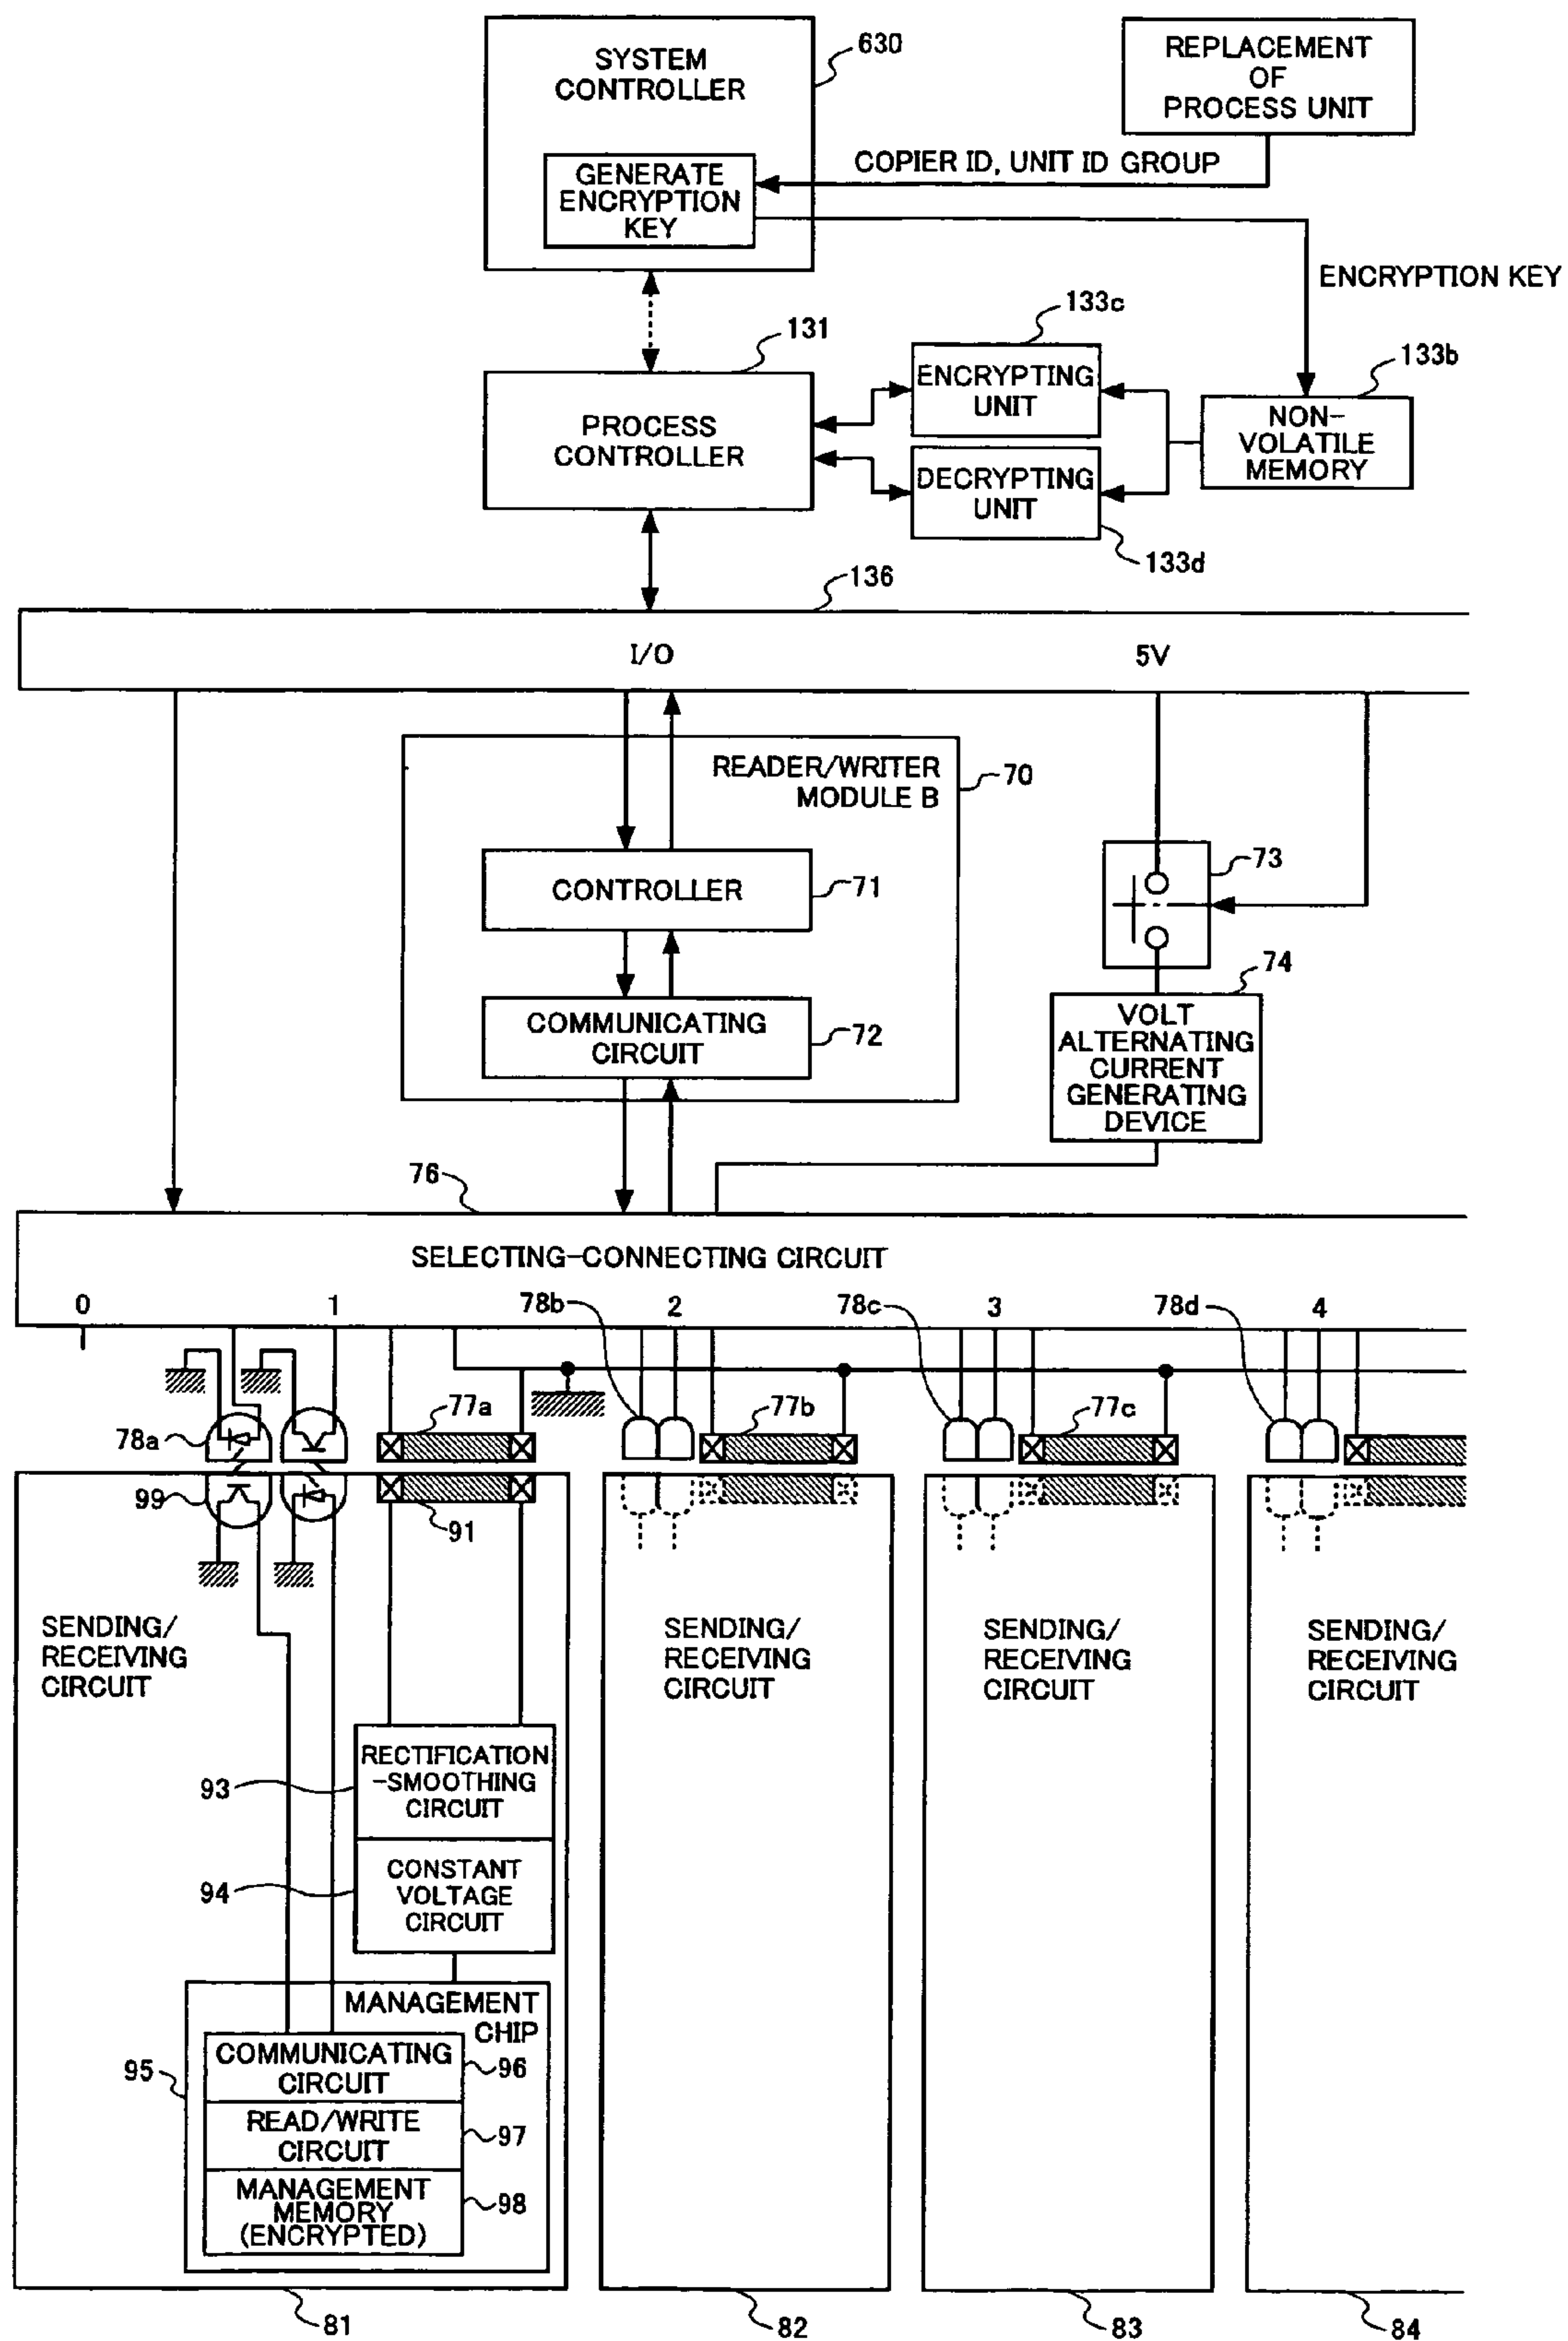 SYSTEM
CONTROLLER
630
REPLACEMENT
OF
PROCESS UNIT
COPIER ID, UNIT ID GROUP
GENERATE
ENCRYPTION
KEY
ENCRYPTION KEY
131
133c
133b
PROCESS
CONTROLLER
ENCRYPTING
UNIT
DECRYPTING
UNIT
NON-
VOLATILE
MEMORY
133d
136
I/O
5V
READER/WRITER
MODULE B
70
CONTROLLER
71
73
COMMUNICATING
CIRCUIT
72
74
VOLT
ALTERNATING
CURRENT
GENERATING
DEVICE
76
SELECTING-CONNECTING CIRCUIT
0
1
78b
2
78c
3
78d
4
78a
77a
77b
77c
99
91
SENDING/
RECEIVING
CIRCUIT
SENDING/
RECEIVING
CIRCUIT
SENDING/
RECEIVING
CIRCUIT
SENDING/
RECEIVING
CIRCUIT
RECTIFICATION
-SMOOTHING
CIRCUIT
93
CONSTANT
VOLTAGE
CIRCUIT
94
MANAGEMENT
CHIP
95
COMMUNICATING
CIRCUIT
96
READ/WRITE
CIRCUIT
97
MANAGEMENT
MEMORY
(ENCRYPTED)
98
81
82
83
84